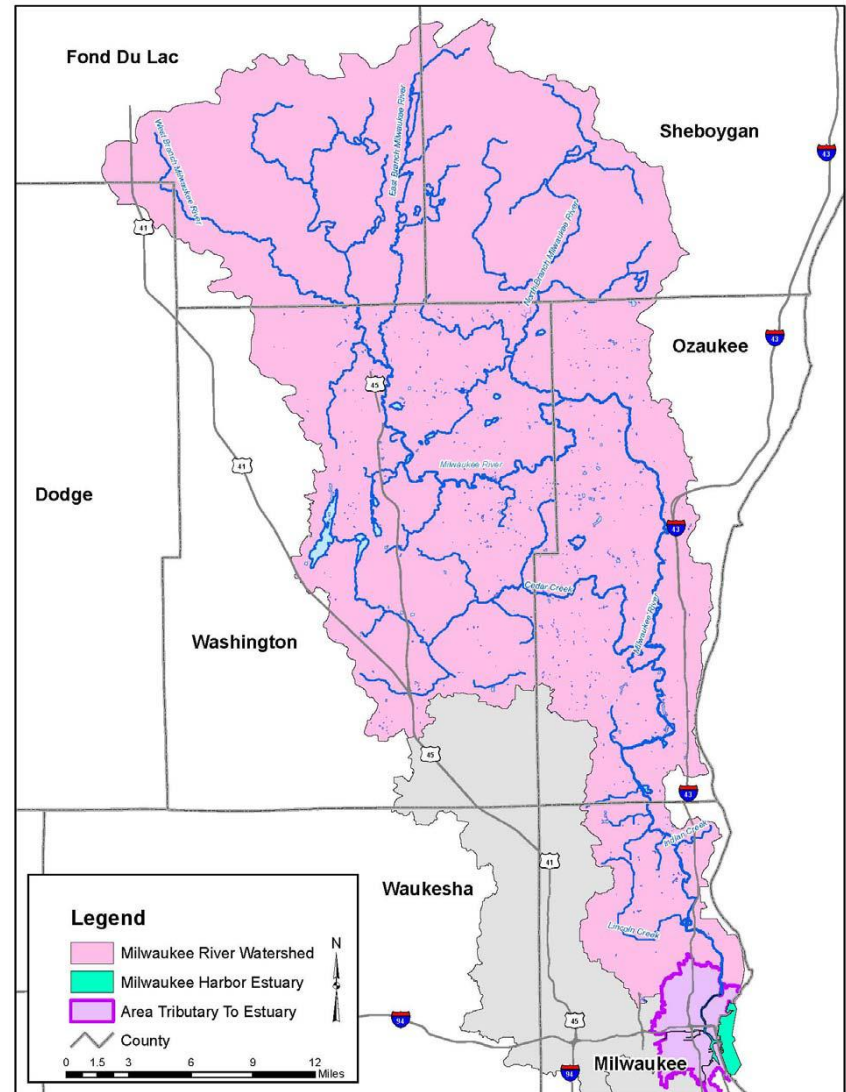 Fond Du Lac
Sheboygan
West Branch Milwaukee River
East Branch Milwaukee River
North Branch Milwaukee River
43
41
Ozaukee
43
45
41
Milwaukee River
Dodge
43
Cedar Creek
Milwaukee River
Washington
45
43
Indian Creek
41
Waukesha
Lincoln Creek
Legend
Milwaukee River Watershed
Milwaukee Harbor Estuary
Area Tributary To Estuary
County
N
0 1.5 3 6 9 12
Miles
94
45
94
Milwaukee